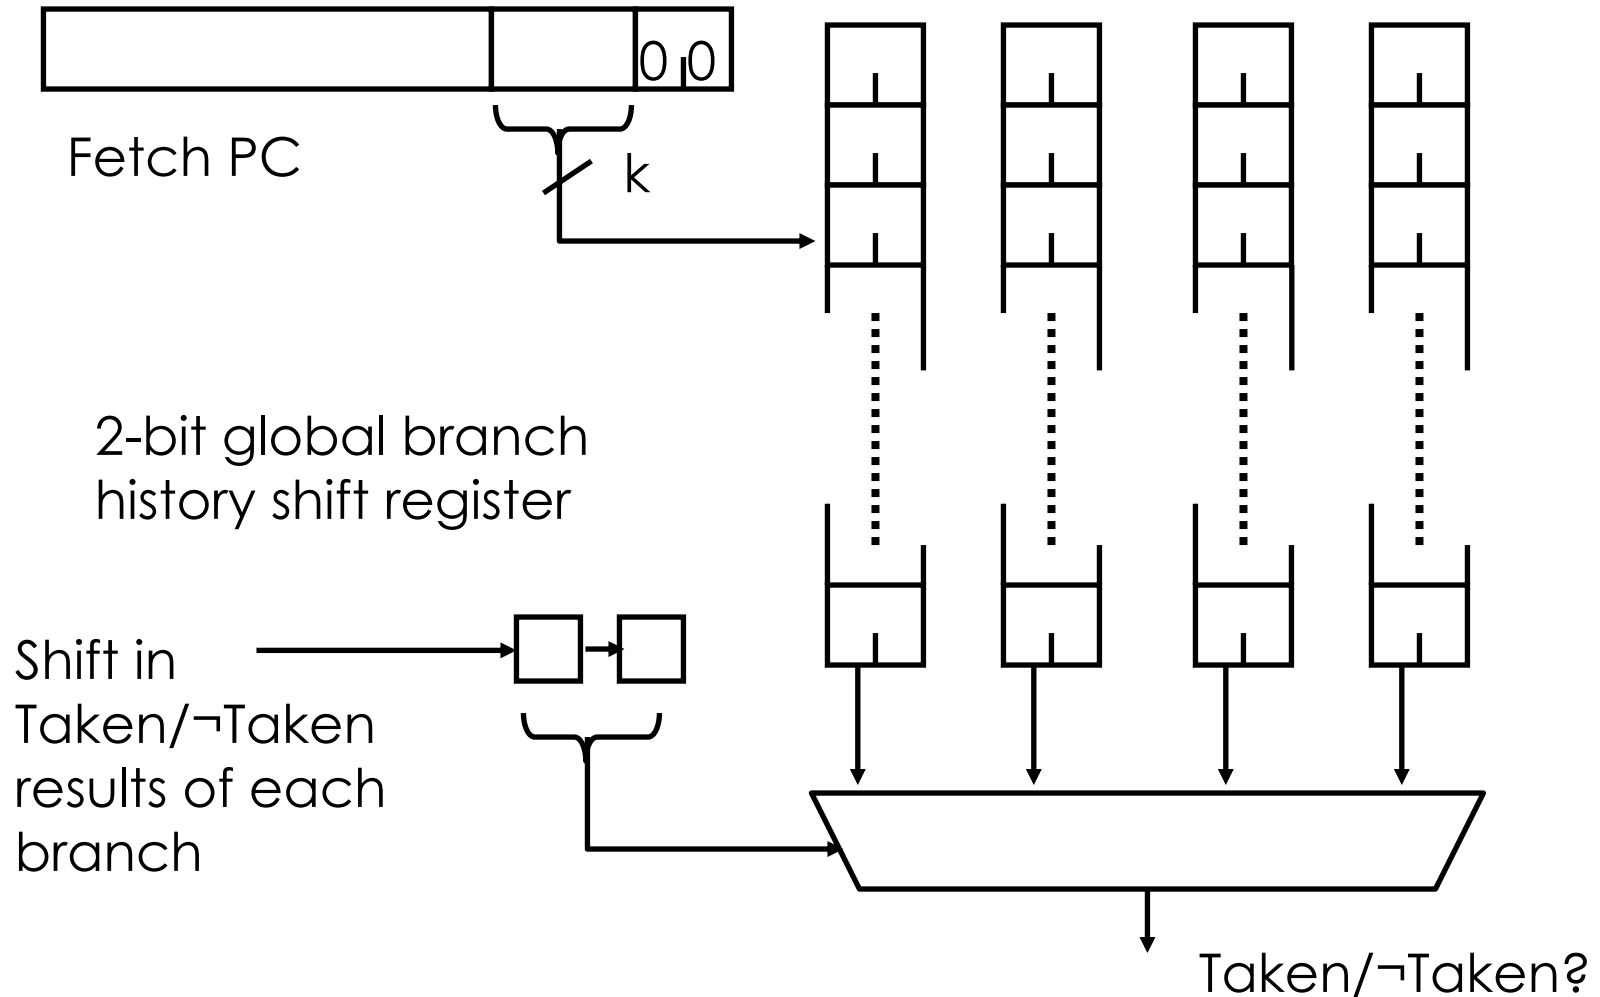 0 0
Fetch PC
k
2-bit global branch
history shift register
Shift in
Taken/¬Taken
results of each
branch
Taken/¬Taken?